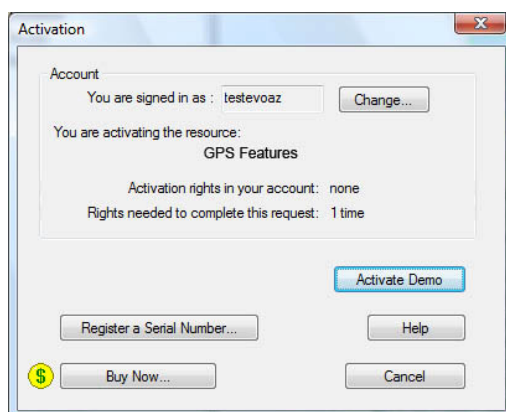 Activation
Account
You are signed in as : testevoaz Change...
You are activating the resource:
GPS Features
Activation rights in your account: none
Rights needed to complete this request: 1 time
Activate Demo
Register a Serial Number... Help
$ Buy Now... Cancel